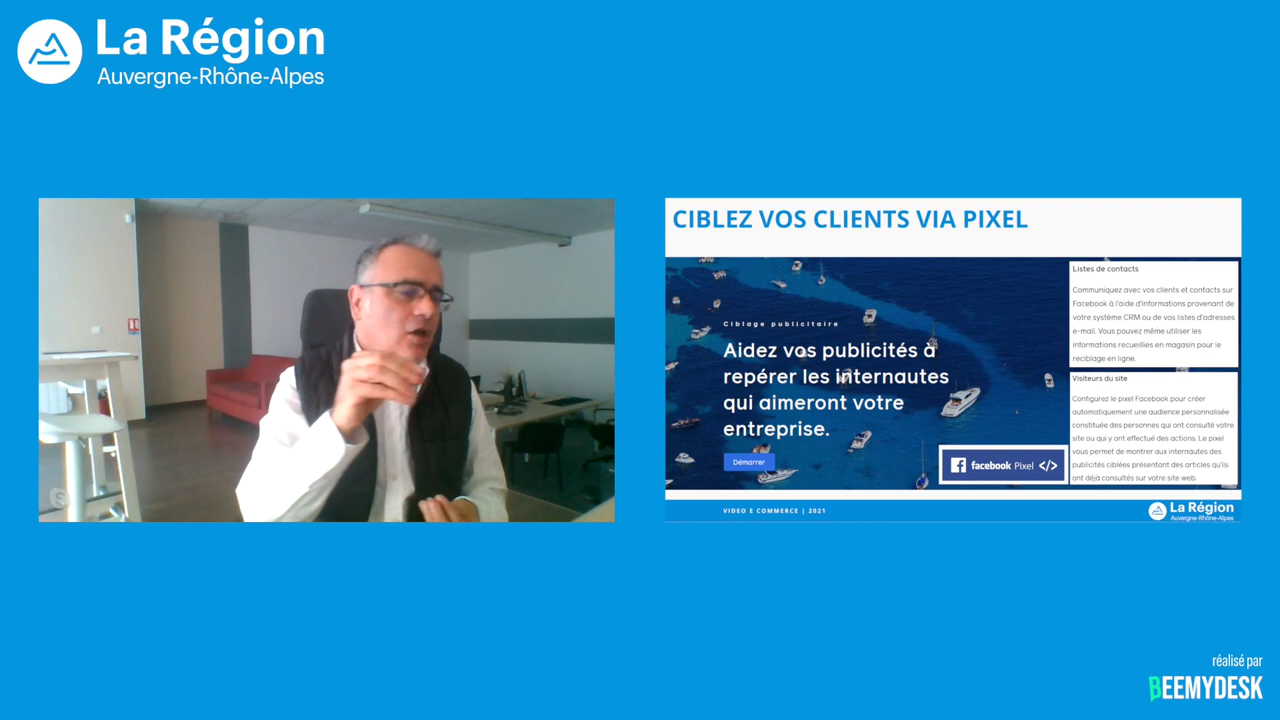 La Région
Auvergne-Rhône-Alpes
CIBLEZ VOS CLIENTS VIA PIXEL
Ciblage publicitaire
Aidez vos publicités à
repérer les internautes
qui aimeront votre
entreprise.
Démarrer
facebook Pixel </>
Listes de contacts
Communiquez avec vos clients et contacts sur
Facebook à l'aide d'informations provenant de
votre système CRM ou de vos listes d'adresses
e-mail. Vous pouvez même utiliser les
informations recueillies en magasin pour le
reciblage en ligne.
Visiteurs du site
Configurez le pixel Facebook pour créer
automatiquement une audience personnalisée
constituée des personnes qui ont consulté votre
site ou qui y ont effectué des actions. Le pixel
vous permet de montrer aux internautes des
publicités ciblées présentant des articles qu'ils
ont déjà consultés sur votre site web.
VIDEO E COMMERCE | 2021
La Région
Auvergne-Rhône-Alpes
réalisé par
BEEMYDESK